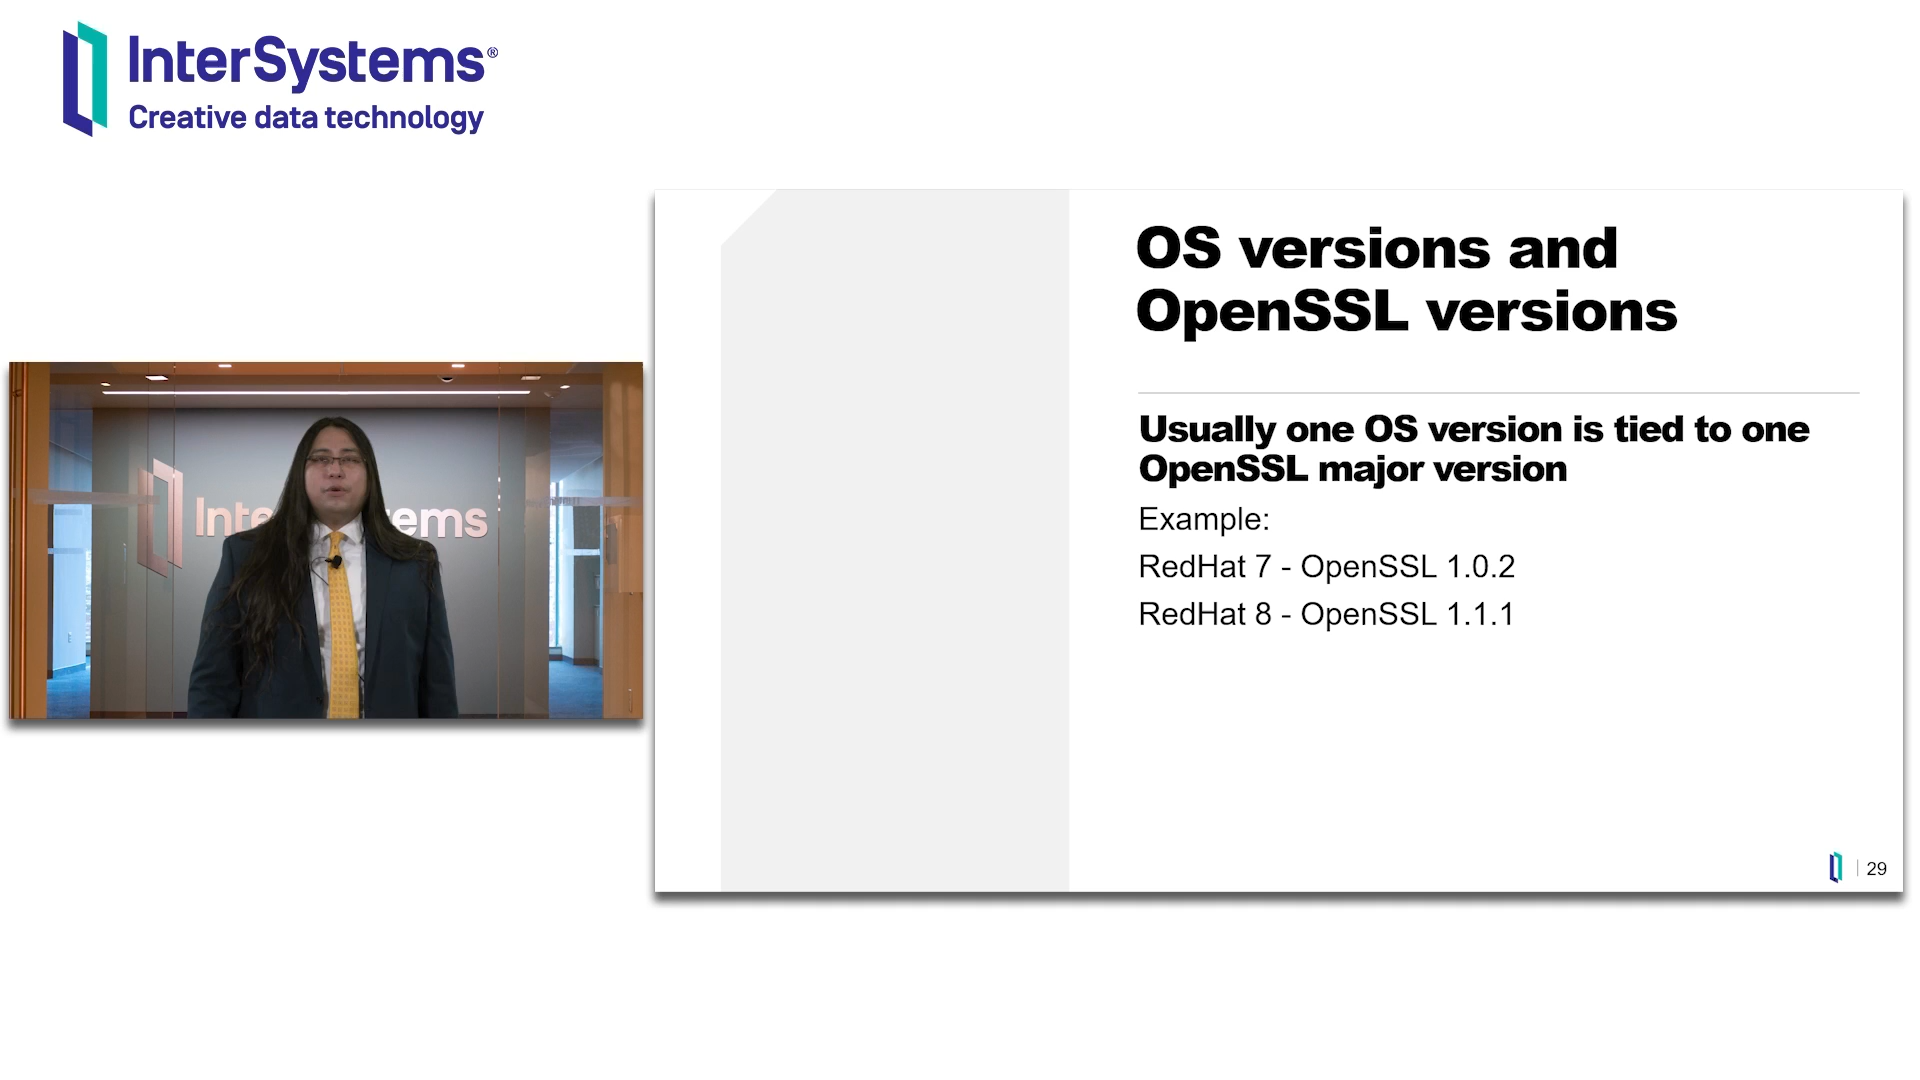 InterSystems®
Creative data technology
OS versions and
OpenSSL versions
Usually one OS version is tied to one
OpenSSL major version
Example:
RedHat 7 - OpenSSL 1.0.2
RedHat 8 - OpenSSL 1.1.1
29